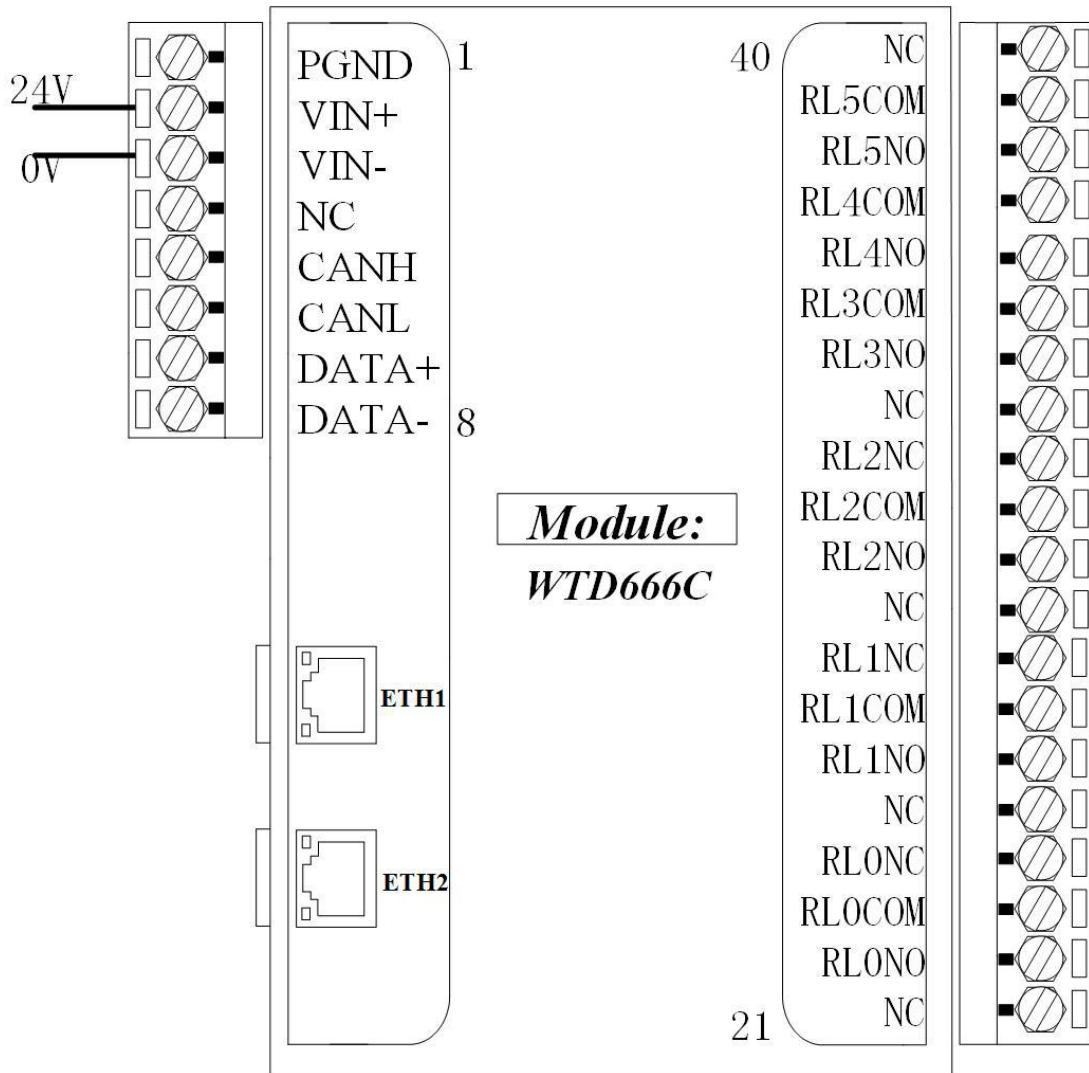 24V
0V
PGND 1
VIN+
VIN-
NC
CANH
CANL
DATA+
DATA- 8
Module:
WTD666C
ETH1
ETH2
40 NC
RL5COM
RL5NO
RL4COM
RL4NO
RL3COM
RL3NO
NC
RL2NC
RL2COM
RL2NO
NC
RL1NC
RL1COM
RL1NO
NC
RL0NC
RL0COM
RL0NO
21 NC